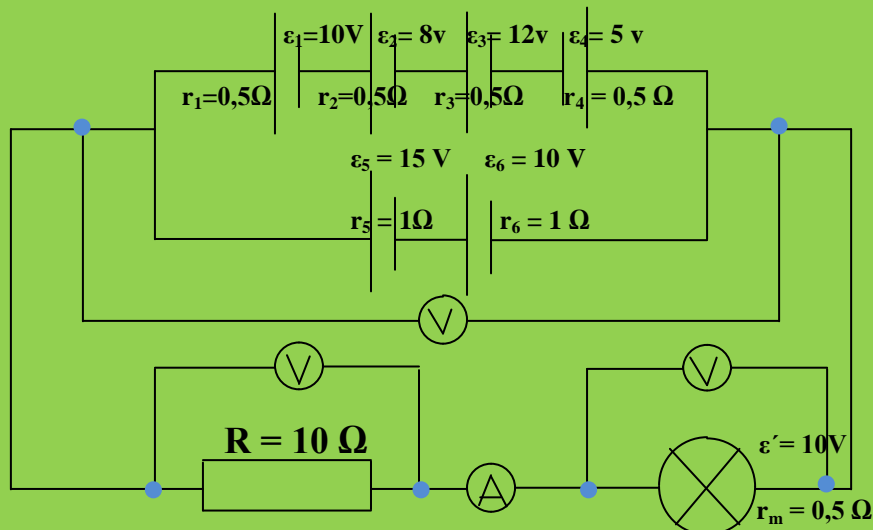 ε₁=10V ε₂= 8v ε₃= 12v ε₄= 5 v
r₁=0,5Ω r₂=0,5Ω r₃=0,5Ω r₄ = 0,5 Ω
ε₅ = 15 V ε₆ = 10 V
r₅ = 1Ω r₆ = 1 Ω
V
V V
R = 10 Ω ε´= 10V
A
rₘ = 0,5 Ω